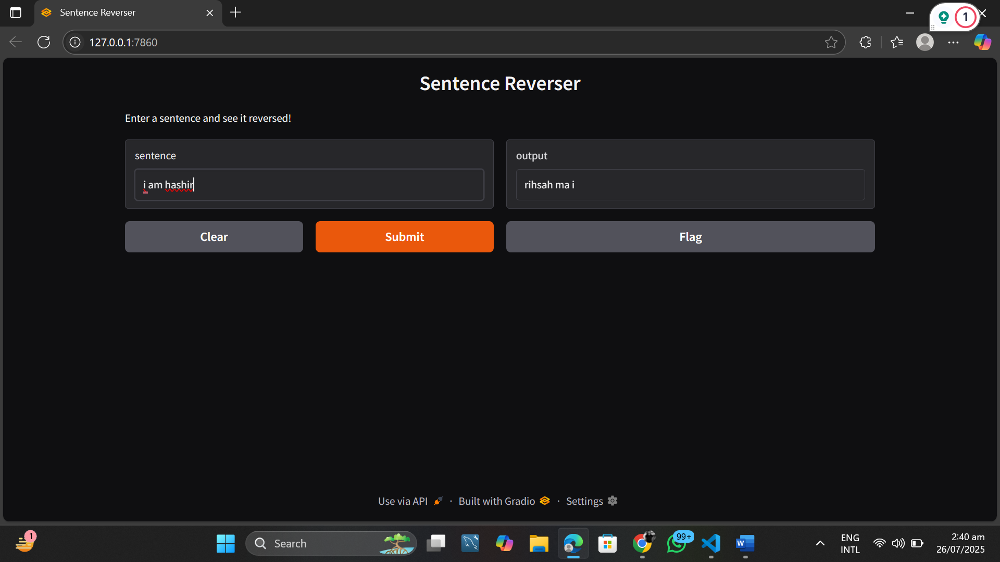 Sentence Reverser
1
127.0.0.1:7860
Sentence Reverser
Enter a sentence and see it reversed!
sentence
i am hashir
output
rihsah ma i
Clear
Submit
Flag
Use via API · Built with Gradio · Settings
1
Search
99+
W
ENG
INTL
2:40 am
26/07/2025